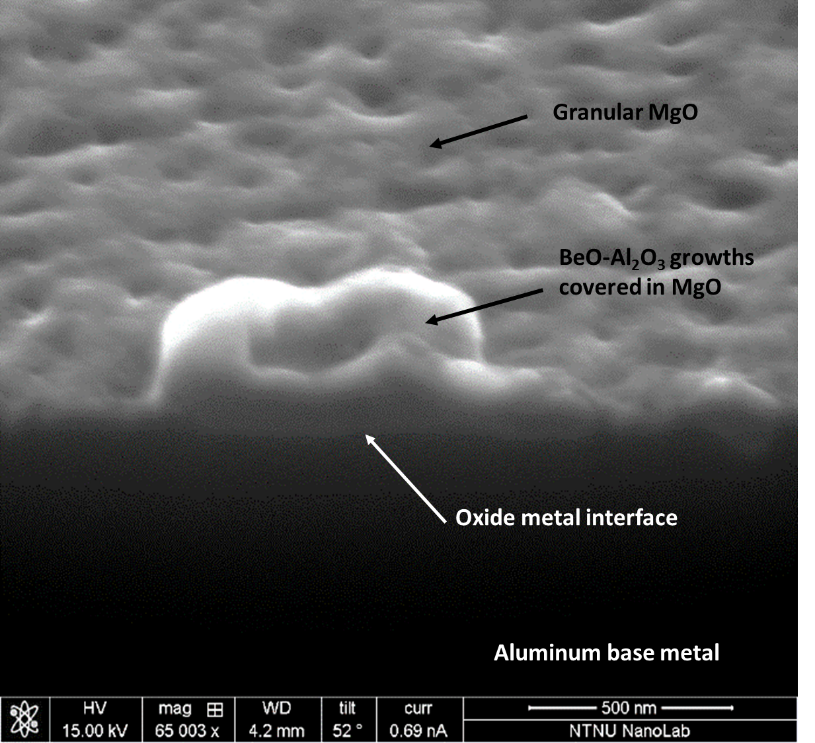 Granular MgO
BeO-Al₂O₃ growths
covered in MgO
Oxide metal interface
Aluminum base metal
HV mag WD tilt curr 500 nm
15.00 kV 65 003 x 4.2 mm 52 ° 0.69 nA NTNU NanoLab